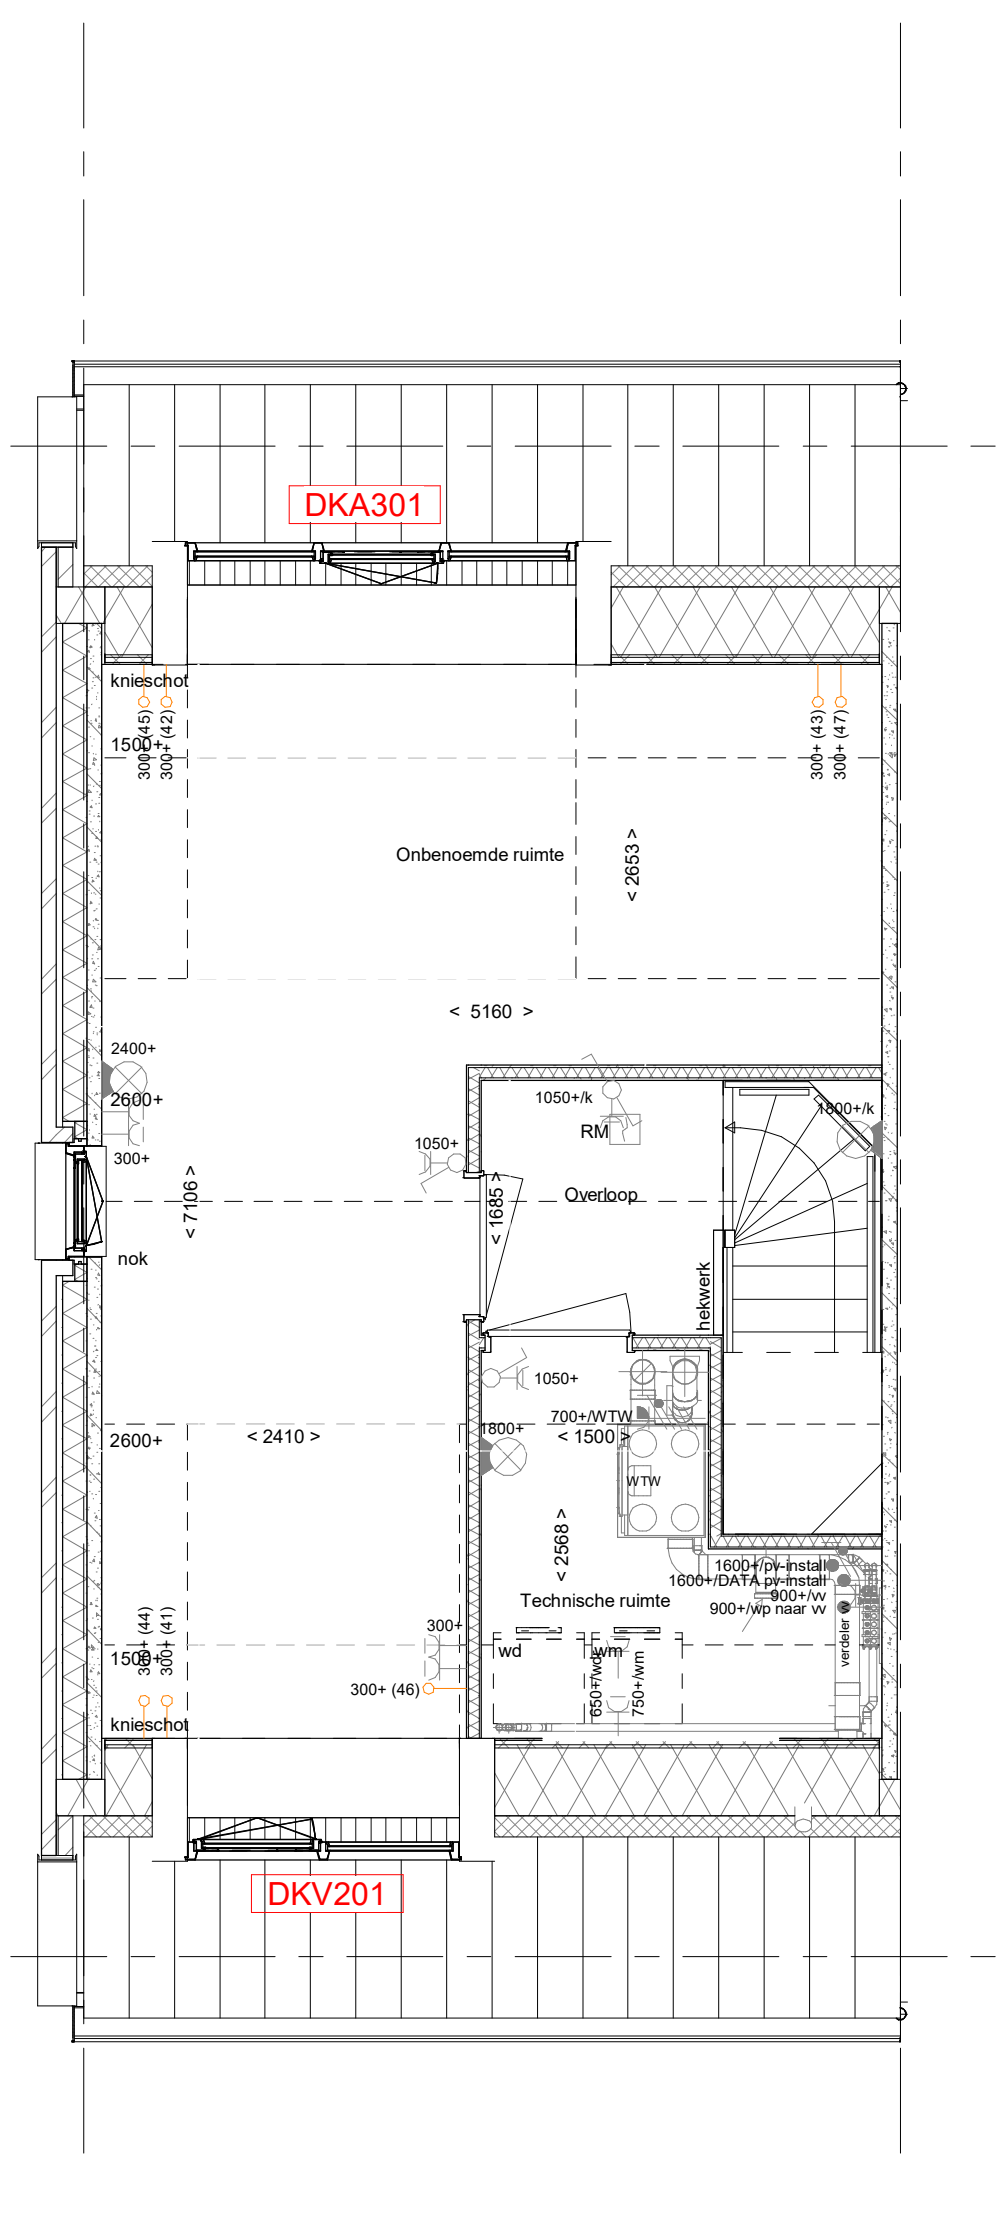 DKA301
knieschot
1500+
300+ (45)
300+ (42)
300+ (43)
300+ (47)
Onbenoemde ruimte
< 2653 >
< 5160 >
2400+
2600+
300+
1050+/k
RM
1800+/k
1050+
< 7106 >
< 1685 >
Overloop
nok
hekwerk
1050+
700+/WTW
1800+
2600+
< 2410 >
< 1500 >
WTW
< 2568 >
1600+/pv-install
1600+/DATA pv-install
900+/vv
900+/wp naar vv
Technische ruimte
verdeler vv
300+ (44)
300+ (41)
1500+
300+
wd
wm
650+/wd
750+/wm
300+ (46)
knieschot
DKV201